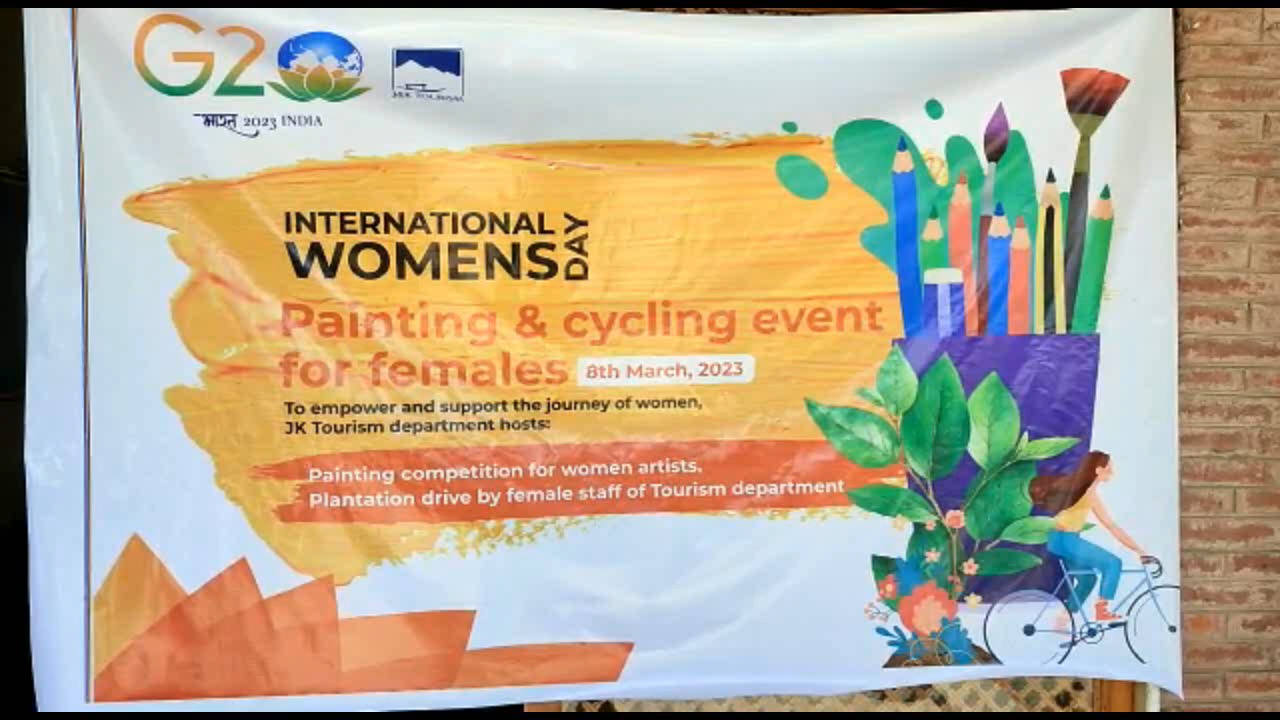 G20
भारत 2023 INDIA
J&K TOURISM
INTERNATIONAL
WOMENS DAY
Painting & cycling event
for females 8th March, 2023
To empower and support the journey of women,
JK Tourism department hosts:
- Painting competition for women artists.
- Plantation drive by female staff of Tourism department